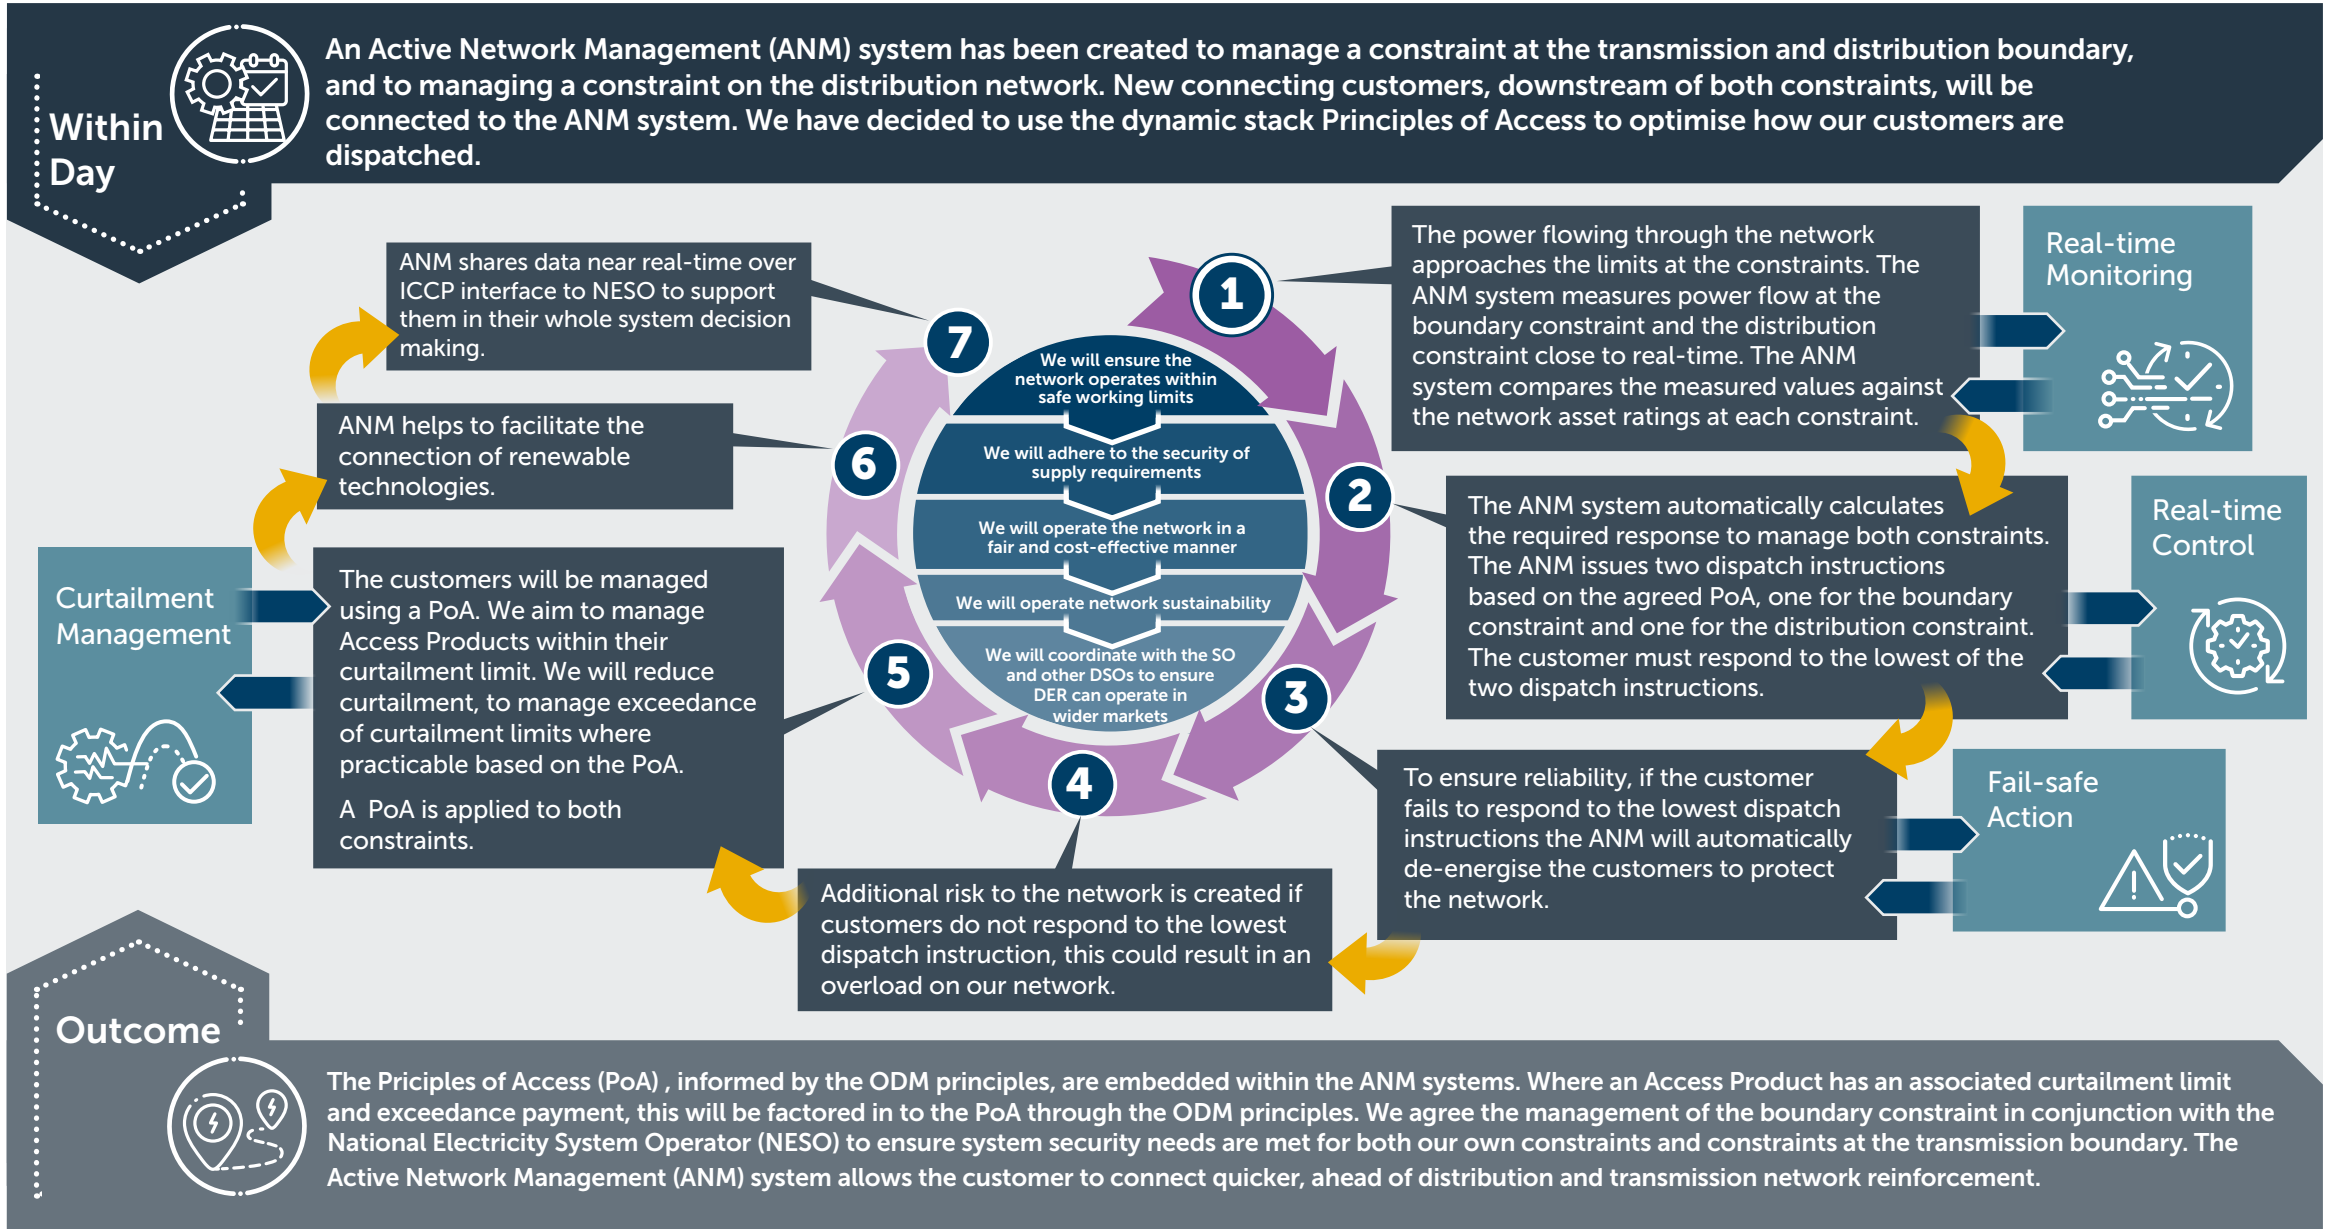 Within
Day
An Active Network Management (ANM) system has been created to manage a constraint at the transmission and distribution boundary,
and to managing a constraint on the distribution network. New connecting customers, downstream of both constraints, will be
connected to the ANM system. We have decided to use the dynamic stack Principles of Access to optimise how our customers are
dispatched.
1
The power flowing through the network
approaches the limits at the constraints. The
ANM system measures power flow at the
boundary constraint and the distribution
constraint close to real-time. The ANM
system compares the measured values against
the network asset ratings at each constraint.
Real-time
Monitoring
2
The ANM system automatically calculates
the required response to manage both constraints.
The ANM issues two dispatch instructions
based on the agreed PoA, one for the boundary
constraint and one for the distribution constraint.
The customer must respond to the lowest of the
two dispatch instructions.
Real-time
Control
3
To ensure reliability, if the customer
fails to respond to the lowest dispatch
instructions the ANM will automatically
de-energise the customers to protect
the network.
Fail-safe
Action
4
Additional risk to the network is created if
customers do not respond to the lowest
dispatch instruction, this could result in an
overload on our network.
5
The customers will be managed
using a PoA. We aim to manage
Access Products within their
curtailment limit. We will reduce
curtailment, to manage exceedance
of curtailment limits where
practicable based on the PoA.
A PoA is applied to both
constraints.
Curtailment
Management
6
ANM helps to facilitate the
connection of renewable
technologies.
7
ANM shares data near real-time over
ICCP interface to NESO to support
them in their whole system decision
making.
We will ensure the
network operates within
safe working limits
We will adhere to the security of
supply requirements
We will operate the network in a
fair and cost-effective manner
We will operate network sustainability
We will coordinate with the SO
and other DSOs to ensure
DER can operate in
wider markets
Outcome
The Priciples of Access (PoA) , informed by the ODM principles, are embedded within the ANM systems. Where an Access Product has an associated curtailment limit
and exceedance payment, this will be factored in to the PoA through the ODM principles. We agree the management of the boundary constraint in conjunction with the
National Electricity System Operator (NESO) to ensure system security needs are met for both our own constraints and constraints at the transmission boundary. The
Active Network Management (ANM) system allows the customer to connect quicker, ahead of distribution and transmission network reinforcement.